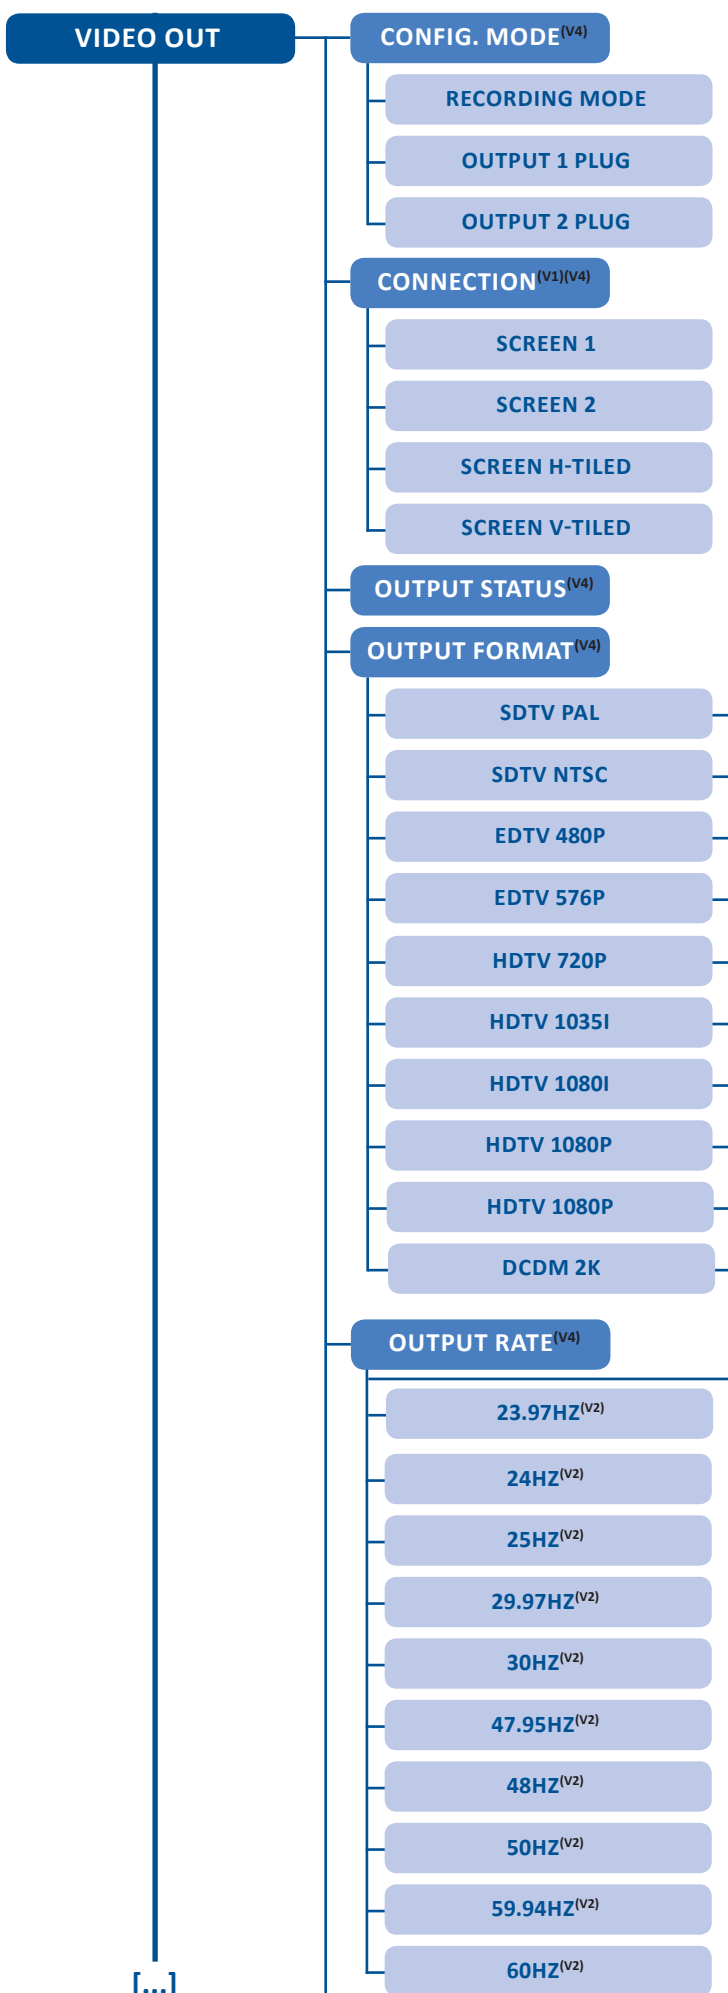 VIDEO OUT
CONFIG. MODE(V4)
RECORDING MODE
OUTPUT 1 PLUG
OUTPUT 2 PLUG
CONNECTION(V1)(V4)
SCREEN 1
SCREEN 2
SCREEN H-TILED
SCREEN V-TILED
OUTPUT STATUS(V4)
OUTPUT FORMAT(V4)
SDTV PAL
SDTV NTSC
EDTV 480P
EDTV 576P
HDTV 720P
HDTV 1035I
HDTV 1080I
HDTV 1080P
HDTV 1080P
DCDM 2K
OUTPUT RATE(V4)
23.97HZ(V2)
24HZ(V2)
25HZ(V2)
29.97HZ(V2)
30HZ(V2)
47.95HZ(V2)
48HZ(V2)
50HZ(V2)
59.94HZ(V2)
60HZ(V2)
[...]